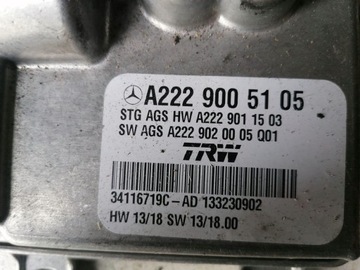 A222 900 51 05
STG AGS HW A222 901 15 03
SW AGS A222 902 00 05 Q01
TRW
34116719C-AD 133230902
HW 13/18 SW 13/18.00